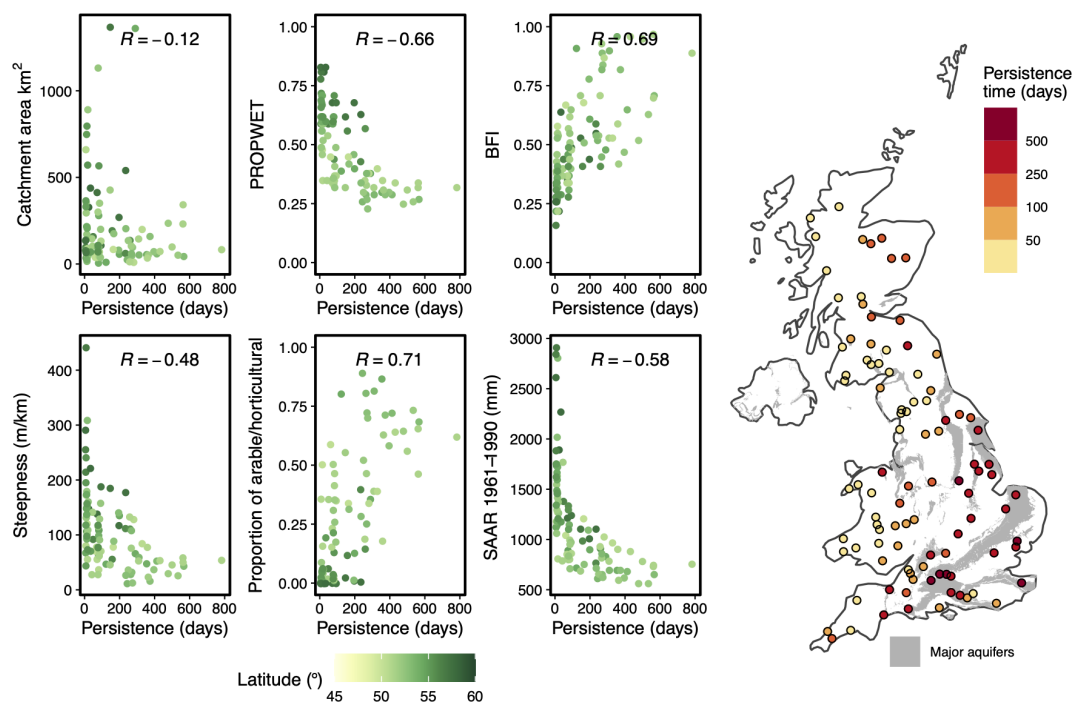 R = −0.12
Catchment area km²
1000
500
0
0 200 400 600 800
Persistence (days)
R = −0.66
PROPWET
1.00
0.75
0.50
0.25
0.00
0 200 400 600 800
Persistence (days)
R = 0.69
BFI
1.00
0.75
0.50
0.25
0.00
0 200 400 600 800
Persistence (days)
R = −0.48
Steepness (m/km)
400
300
200
100
0
0 200 400 600 800
Persistence (days)
R = 0.71
Proportion of arable/horticultural
1.00
0.75
0.50
0.25
0.00
0 200 400 600 800
Persistence (days)
R = −0.58
SAAR 1961–1990 (mm)
3000
2500
2000
1500
1000
500
0 200 400 600 800
Persistence (days)
Latitude (°)
45 50 55 60
Persistence
time (days)
500
250
100
50
Major aquifers